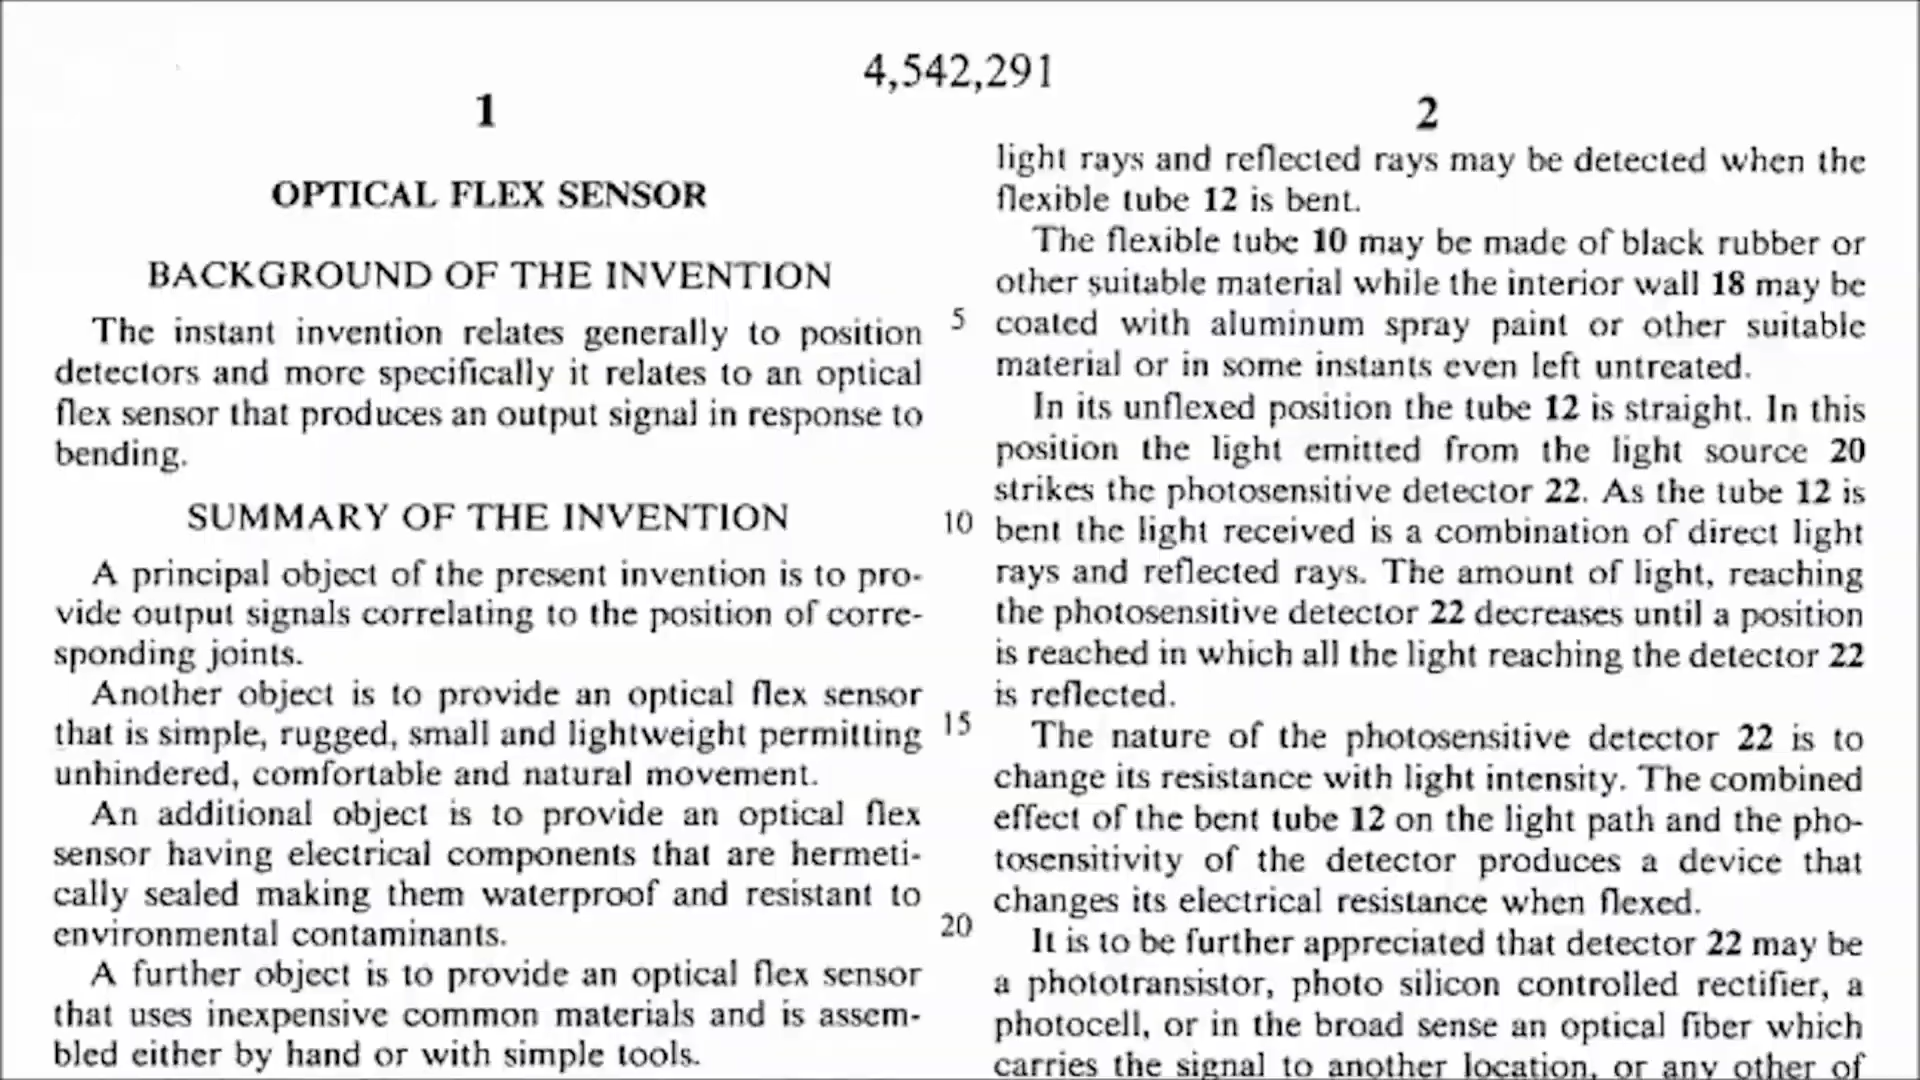 4,542,291
1
OPTICAL FLEX SENSOR
BACKGROUND OF THE INVENTION
The instant invention relates generally to position
detectors and more specifically it relates to an optical
flex sensor that produces an output signal in response to
bending.
SUMMARY OF THE INVENTION
A principal object of the present invention is to pro-
vide output signals correlating to the position of corre-
sponding joints.
Another object is to provide an optical flex sensor
that is simple, rugged, small and lightweight permitting
unhindered, comfortable and natural movement.
An additional object is to provide an optical flex
sensor having electrical components that are hermeti-
cally sealed making them waterproof and resistant to
environmental contaminants.
A further object is to provide an optical flex sensor
that uses inexpensive common materials and is assem-
bled either by hand or with simple tools.
5
10
15
20
2
light rays and reflected rays may be detected when the
flexible tube 12 is bent.
The flexible tube 10 may be made of black rubber or
other suitable material while the interior wall 18 may be
coated with aluminum spray paint or other suitable
material or in some instants even left untreated.
In its unflexed position the tube 12 is straight. In this
position the light emitted from the light source 20
strikes the photosensitive detector 22. As the tube 12 is
bent the light received is a combination of direct light
rays and reflected rays. The amount of light, reaching
the photosensitive detector 22 decreases until a position
is reached in which all the light reaching the detector 22
is reflected.
The nature of the photosensitive detector 22 is to
change its resistance with light intensity. The combined
effect of the bent tube 12 on the light path and the pho-
tosensitivity of the detector produces a device that
changes its electrical resistance when flexed.
It is to be further appreciated that detector 22 may be
a phototransistor, photo silicon controlled rectifier, a
photocell, or in the broad sense an optical fiber which
carries the signal to another location, or any other of